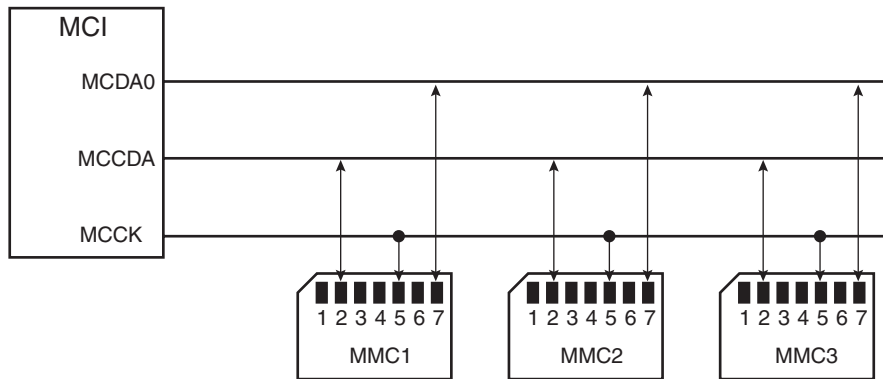 MCI
MCDA0
MCCDA
MCCK
1 2 3 4 5 6 7 1 2 3 4 5 6 7 1 2 3 4 5 6 7
MMC1 MMC2 MMC3